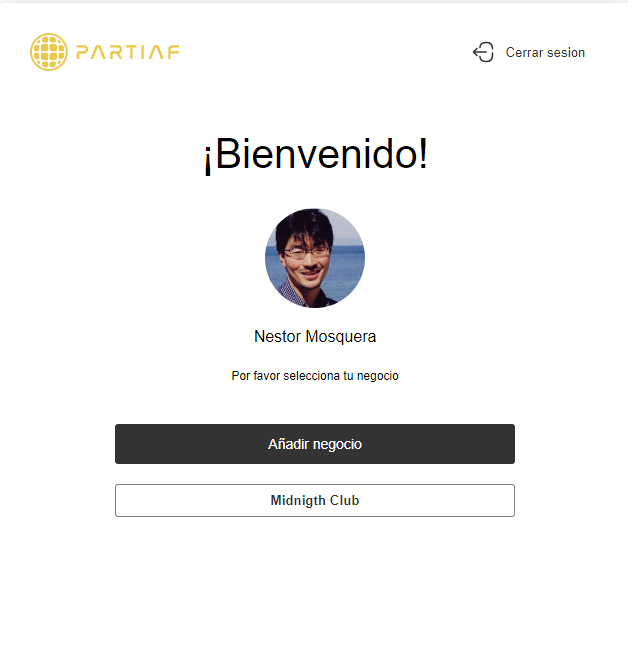 PARTIAF
Cerrar sesion
¡Bienvenido!
Nestor Mosquera
Por favor selecciona tu negocio
Añadir negocio
Midnigth Club